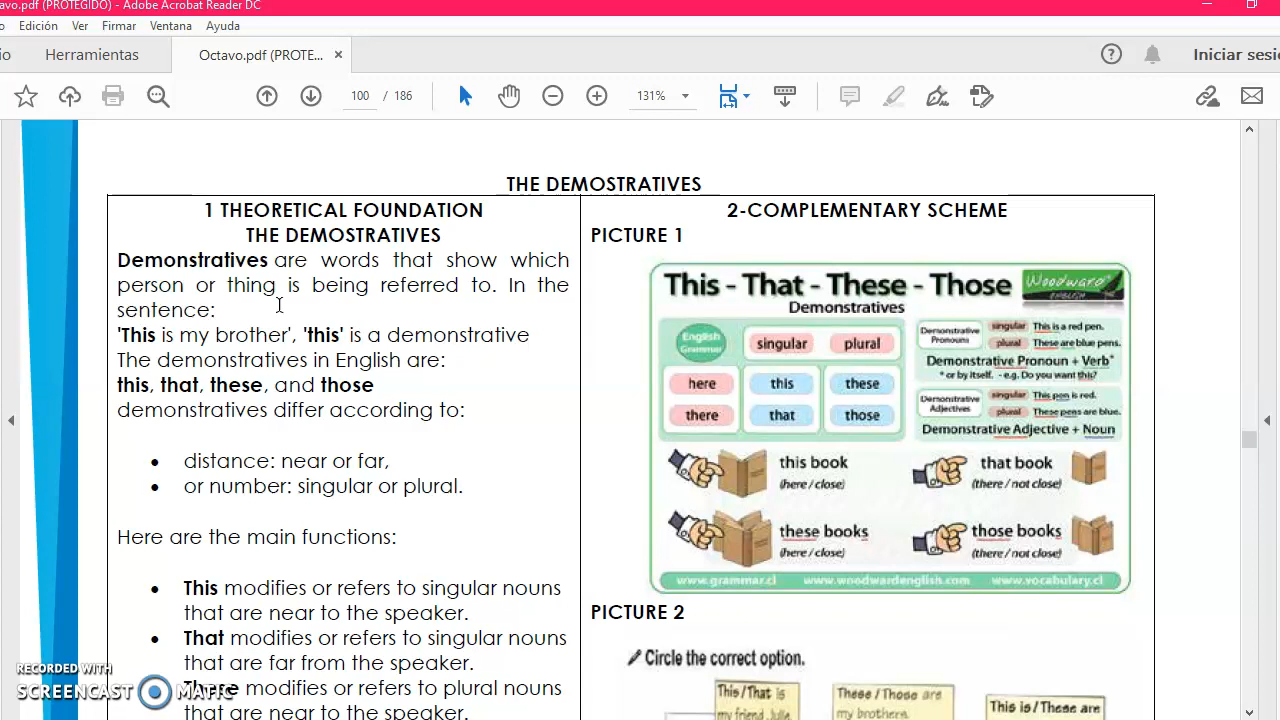 avo.pdf (PROTEGIDO) - Adobe Acrobat Reader DC
o Edición Ver Firmar Ventana Ayuda
io Herramientas Octavo.pdf (PROTE... × Iniciar sesi
100 / 186 131%
THE DEMOSTRATIVES
1 THEORETICAL FOUNDATION
THE DEMOSTRATIVES
Demonstratives are words that show which
person or thing is being referred to. In the
sentence:
'This is my brother', 'this' is a demonstrative
The demonstratives in English are:
this, that, these, and those
demonstratives differ according to:
• distance: near or far,
• or number: singular or plural.
Here are the main functions:
• This modifies or refers to singular nouns
that are near to the speaker.
• That modifies or refers to singular nouns
that are far from the speaker.
These modifies or refers to plural nouns
that are near to the speaker.
2-COMPLEMENTARY SCHEME
PICTURE 1
This - That - These - Those
Woodward
ENGLISH
Demonstratives
English
Grammar
singular plural
here this these
there that those
Demonstrative
Pronouns
singular This is a red pen.
plural These are blue pens.
Demonstrative Pronoun + Verb*
* or by itself. - e.g. Do you want this?
Demonstrative
Adjectives
singular This pen is red.
plural These pens are blue.
Demonstrative Adjective + Noun
this book
(here / close)
that book
(there / not close)
these books
(here / close)
those books
(there / not close)
www.grammar.cl www.woodwardenglish.com www.vocabulary.cl
PICTURE 2
Circle the correct option.
This / That is
my friend, Julie.
These / Those are
my brothers.
This is / These are
RECORDED WITH
SCREENCAST MATIC